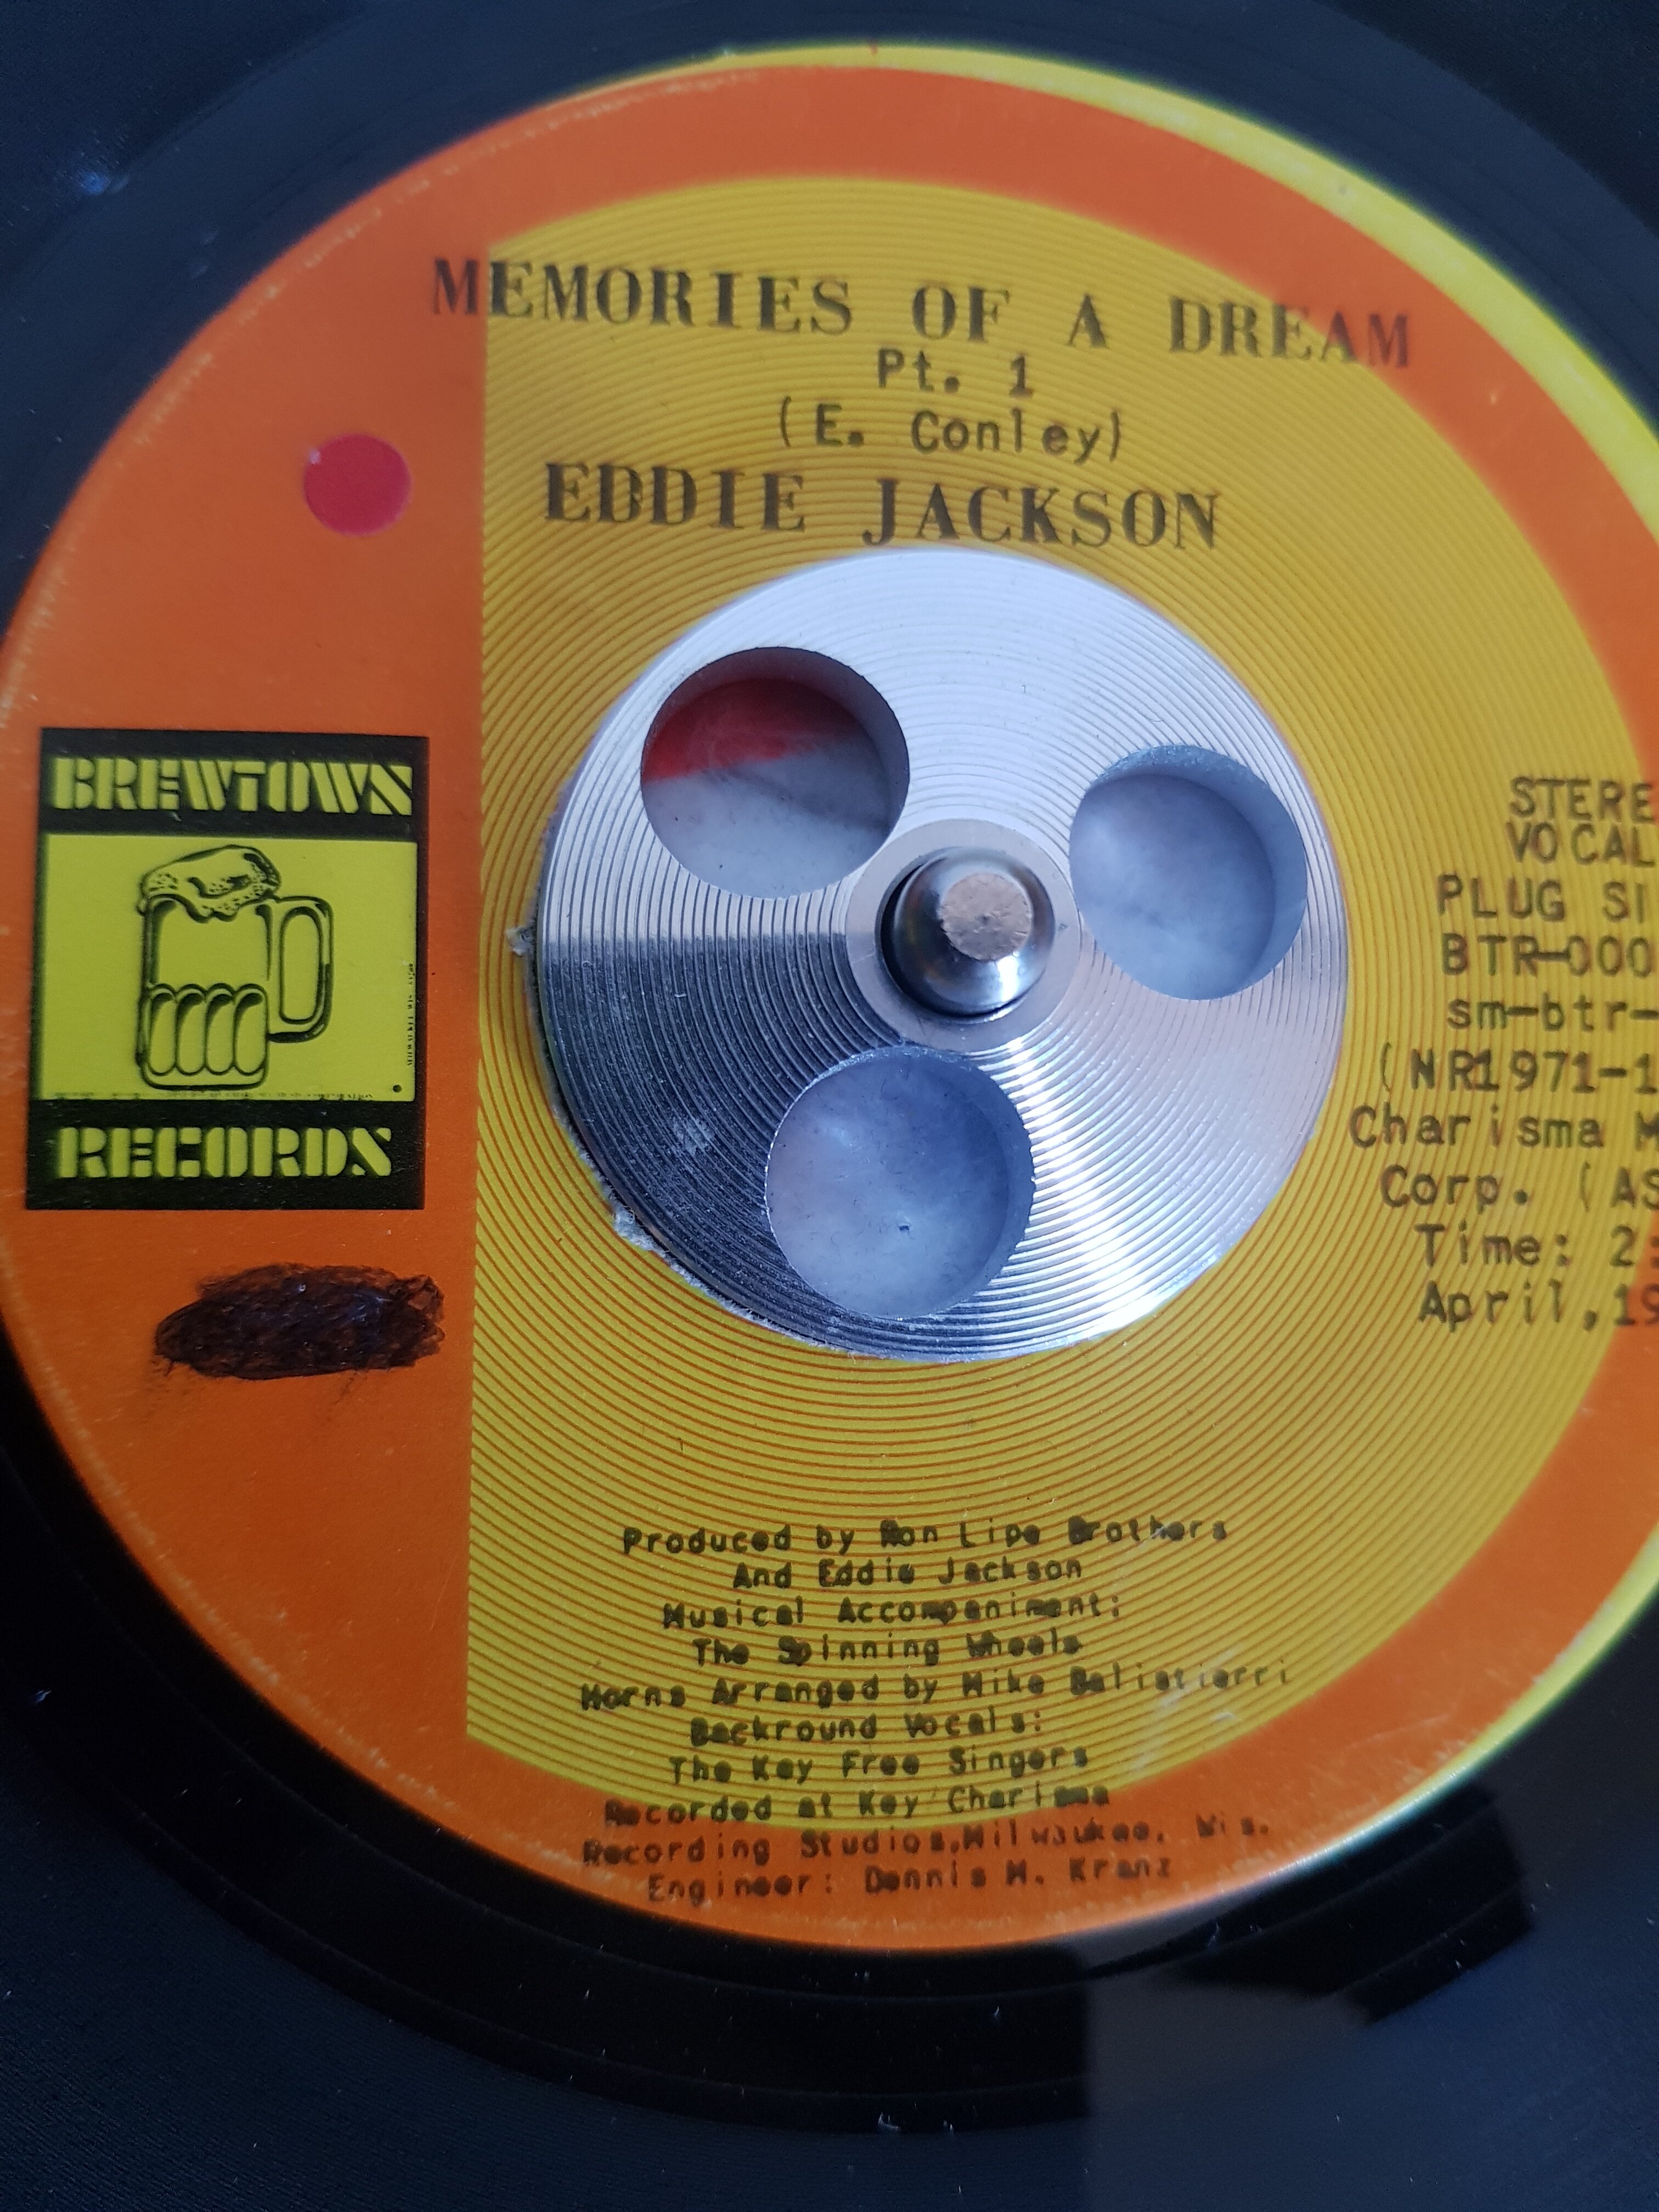 MEMORIES OF A DREAM
Pt. 1
(E. Conley)
EDDIE JACKSON
BREWTOWN
RECORDS
STERE
VOCAL
PLUG SI
BTR-000
sm-btr-
(NR1971-1
Charisma M
Corp. (AS
Time: 2:
April,19
Produced by Ron Lipe Brothers
And Eddie Jackson
Musical Accompaniment:
The Spinning Wheels
Horns Arranged by Mike Balistierri
Backround Vocals:
The Key Free Singers
Recorded at Key Charisma
Recording Studios,Milwaukee, Wis.
Engineer: Dennis M. Kranz